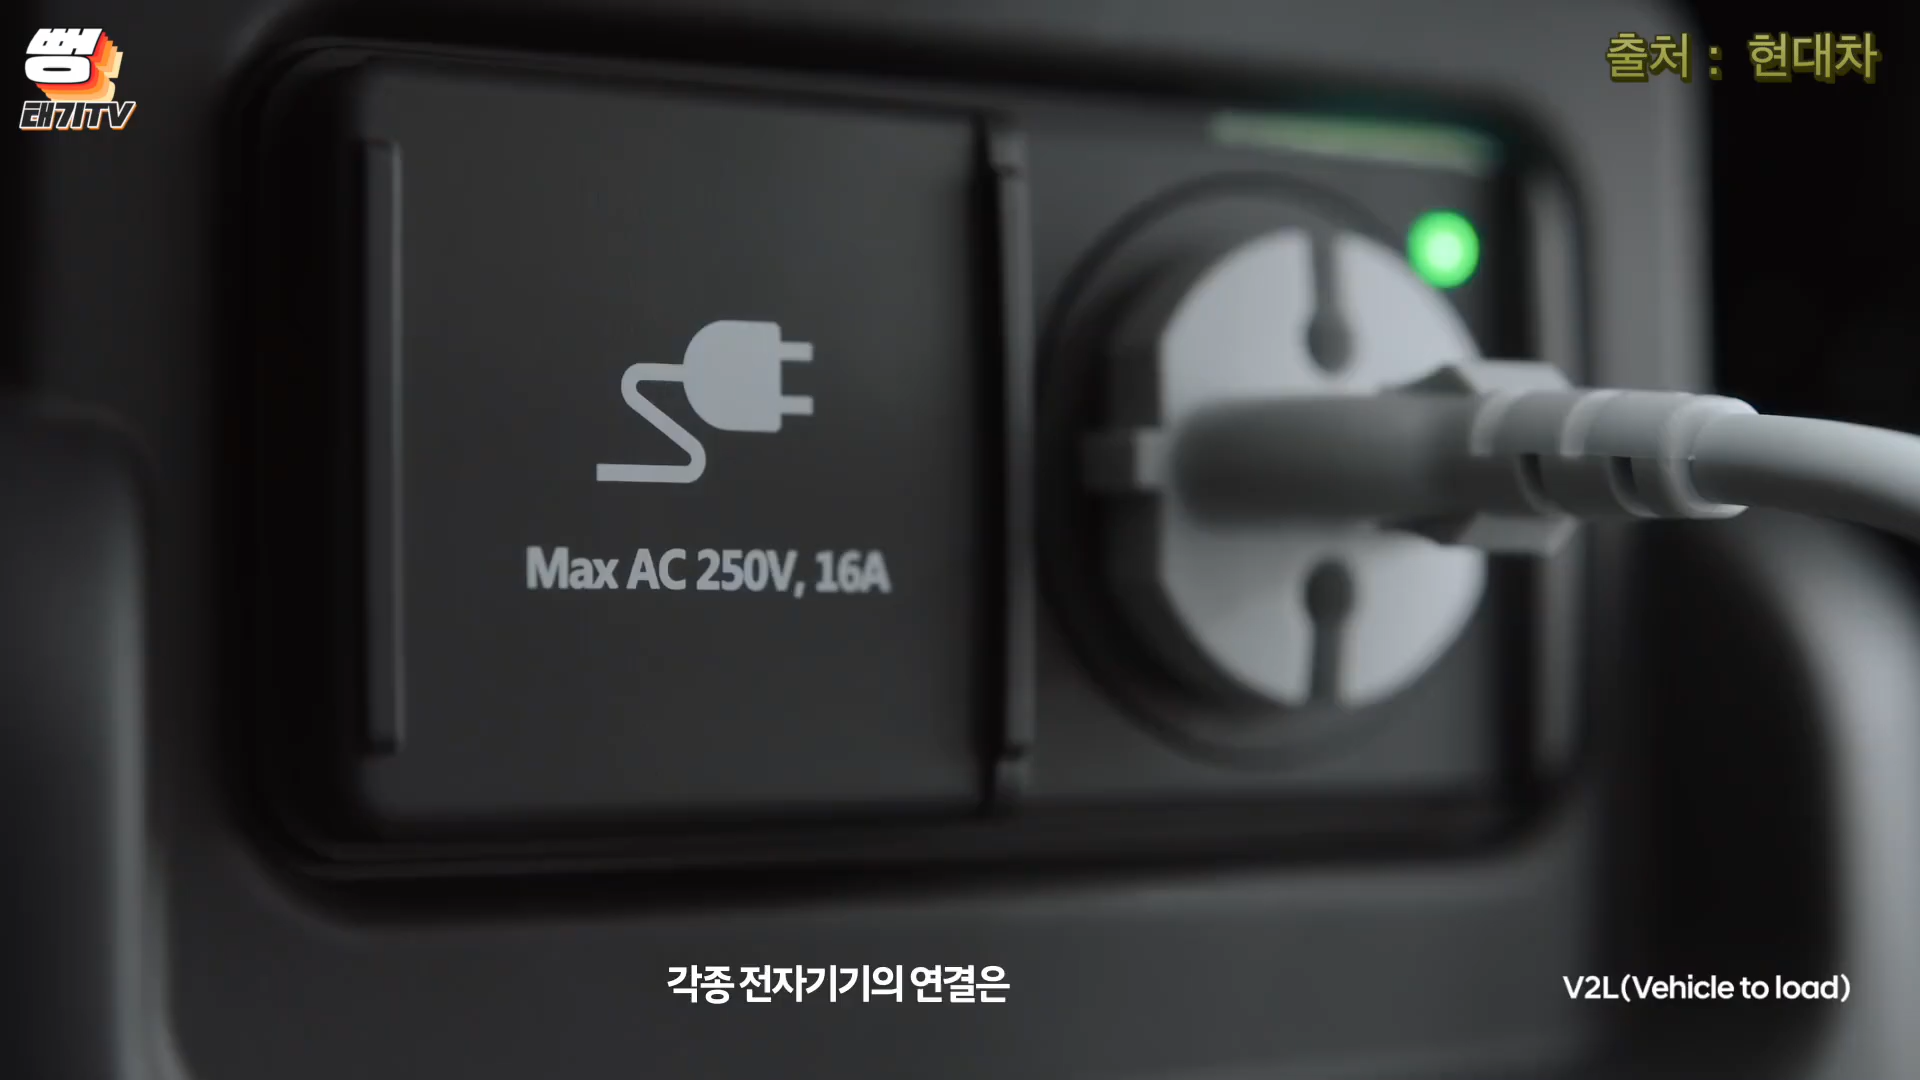 뻥
태기TV
출처 : 현대차
Max AC 250V, 16A
각종 전자기기의 연결은
V2L(Vehicle to load)